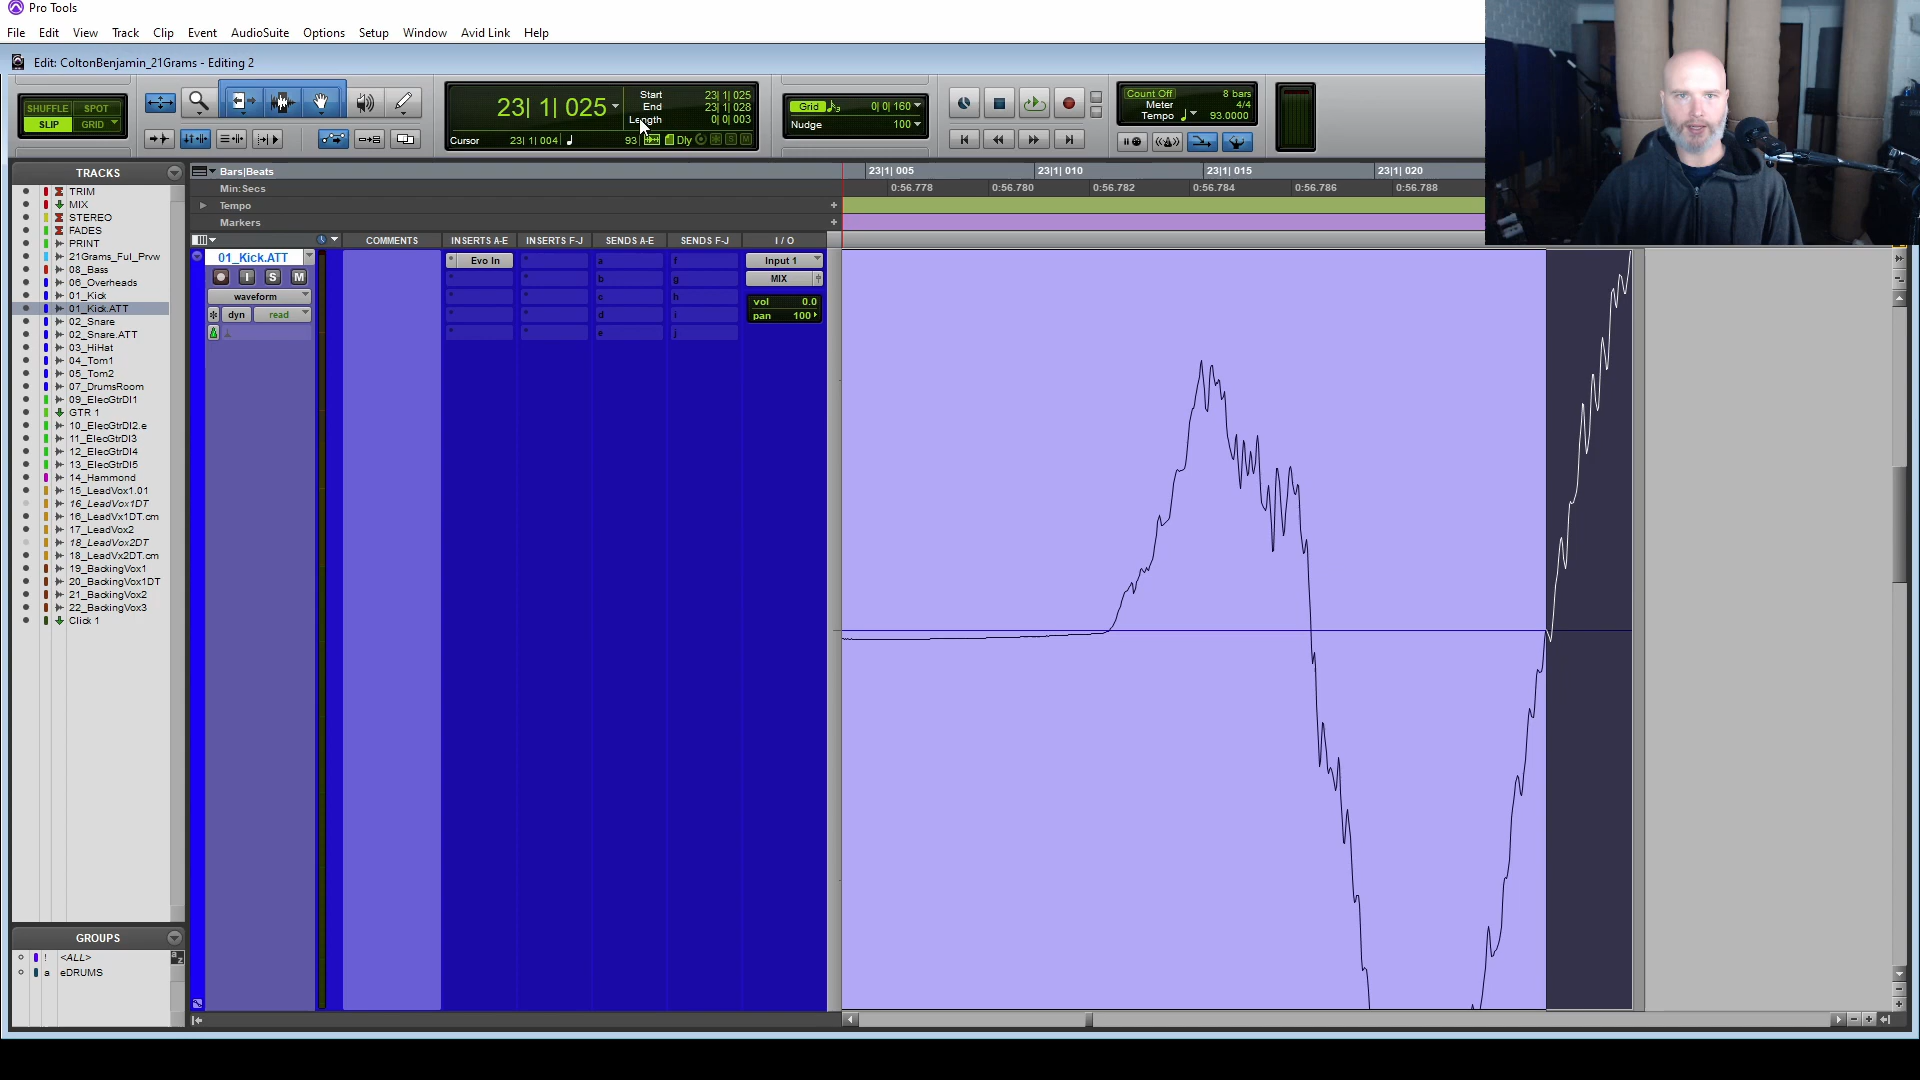 Pro Tools
File Edit View Track Clip Event AudioSuite Options Setup Window Avid Link Help
Edit: ColtonBenjamin_21Grams - Editing 2
SHUFFLE SPOT
SLIP GRID
23| 1| 025
Start 23| 1| 025
End 23| 1| 028
Length 0| 0| 003
Cursor 23| 1| 004 93 Dly
Grid 0| 0| 160
Nudge 100
Count Off 8 bars
Meter 4/4
Tempo 93.0000
TRACKS
TRIM
MIX
STEREO
FADES
PRINT
21Grams_Ful_Prvw
08_Bass
06_Overheads
01_Kick
01_Kick.ATT
02_Snare
02_Snare.ATT
03_HiHat
04_Tom1
05_Tom2
07_DrumsRoom
09_ElecGtrDI1
GTR 1
10_ElecGtrDI2.e
11_ElecGtrDI3
12_ElecGtrDI4
13_ElecGtrDI5
14_Hammond
15_LeadVox1.01
16_LeadVox1DT
16_LeadVx1DT.cm
17_LeadVox2
18_LeadVox2DT
18_LeadVx2DT.cm
19_BackingVox1
20_BackingVox1DT
21_BackingVox2
22_BackingVox3
Click 1
GROUPS
! <ALL>
a eDRUMS
Bars|Beats 23|1| 005 23|1| 010 23|1| 015 23|1| 020
Min:Secs 0:56.778 0:56.780 0:56.782 0:56.784 0:56.786 0:56.788
Tempo
Markers
COMMENTS INSERTS A-E INSERTS F-J SENDS A-E SENDS F-J I / O
01_Kick.ATT
I S M
waveform
dyn read
Evo In
a
b
c
d
e
f
g
h
i
j
Input 1
MIX
vol 0.0
pan 100